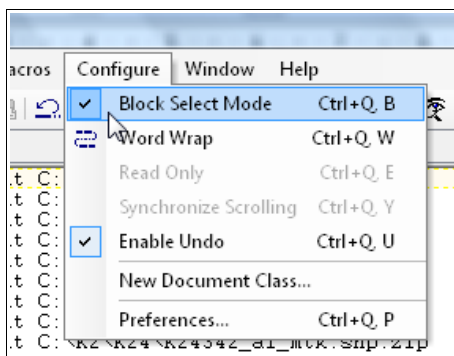 acros Configure Window Help
Block Select Mode Ctrl+Q, B
Word Wrap Ctrl+Q, W
.t C: Read Only Ctrl+Q, E
.t C:
.t C: Synchronize Scrolling Ctrl+Q, Y
.t C:
.t C: Enable Undo Ctrl+Q, U
.t C:
.t C: New Document Class...
.t C:
.t C: Preferences... Ctrl+Q, P
.t C: